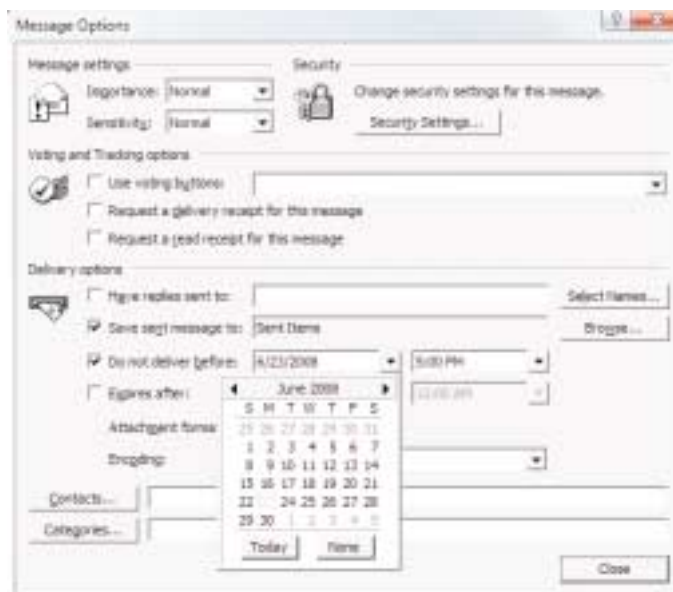 Message Options
Message settings
Security
Importance: Normal
Change security settings for this message.
Sensitivity: Normal
Security Settings...
Voting and Tracking options
Use voting buttons:
Request a delivery receipt for this message
Request a read receipt for this message
Delivery options
Have replies sent to:
Select Names...
Save sent message to: Sent Items
Browse...
Do not deliver before: 6/23/2008 5:00 PM
Expires after: 12:00 AM
June 2008
S M T W T F S
25 26 27 28 29 30 31
1 2 3 4 5 6 7
8 9 10 11 12 13 14
15 16 17 18 19 20 21
22 24 25 26 27 28
29 30 1 2 3 4 5
Today None
Attachment forma
Encoding:
Contacts...
Categories...
Close